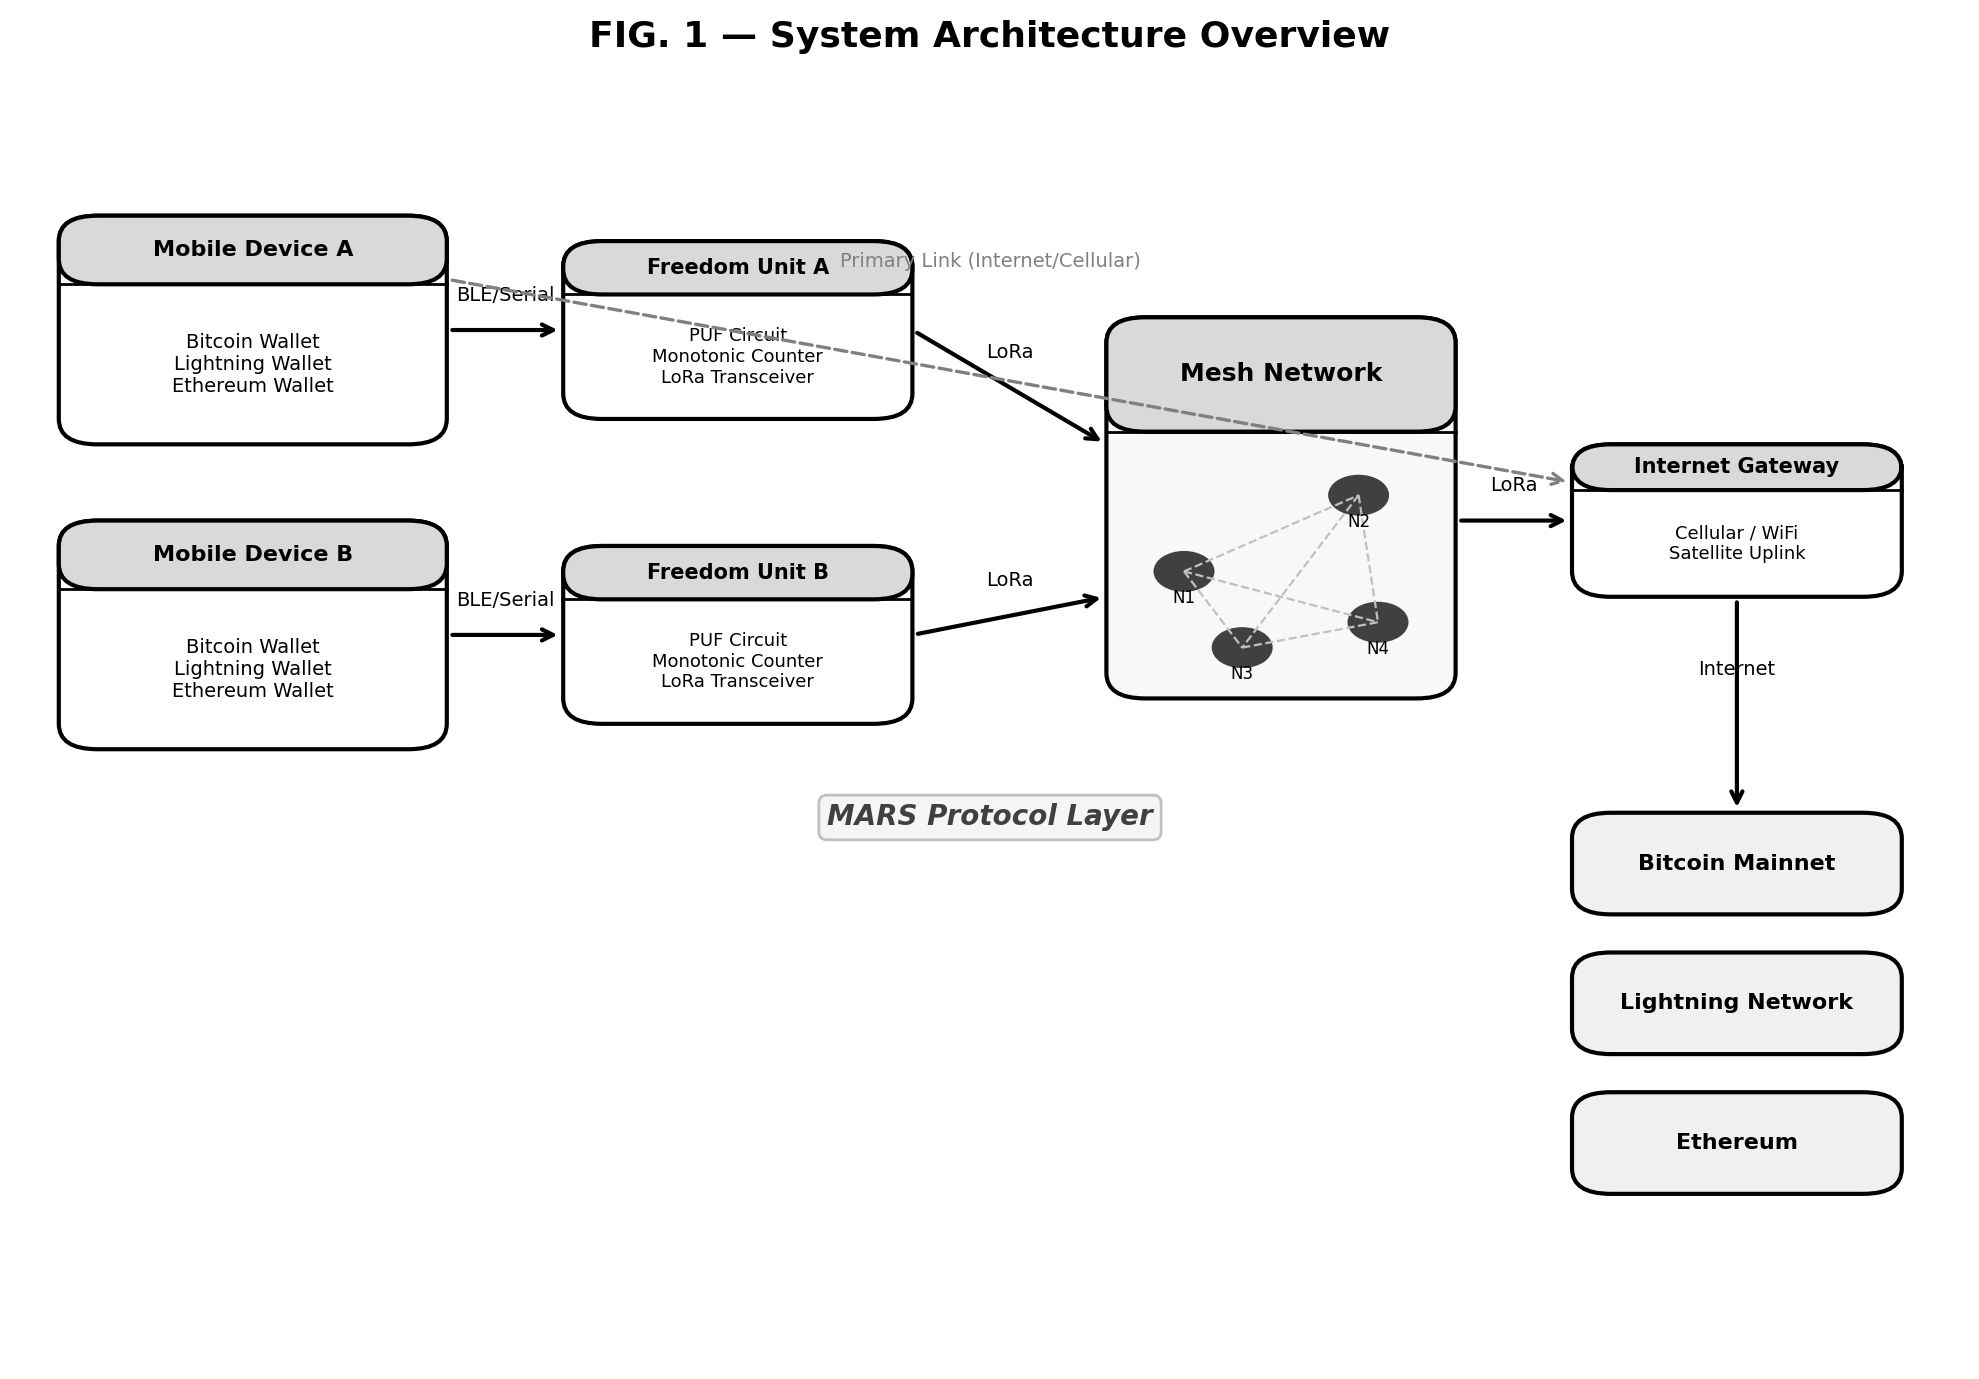 FIG. 1 — System Architecture Overview
Mobile Device A
Bitcoin Wallet
Lightning Wallet
Ethereum Wallet
BLE/Serial
Freedom Unit A
PUF Circuit
Monotonic Counter
LoRa Transceiver
Primary Link (Internet/Cellular)
LoRa
Mesh Network
N2
N1
N4
N3
LoRa
Internet Gateway
Cellular / WiFi
Satellite Uplink
Mobile Device B
Bitcoin Wallet
Lightning Wallet
Ethereum Wallet
BLE/Serial
Freedom Unit B
PUF Circuit
Monotonic Counter
LoRa Transceiver
LoRa
Internet
MARS Protocol Layer
Bitcoin Mainnet
Lightning Network
Ethereum